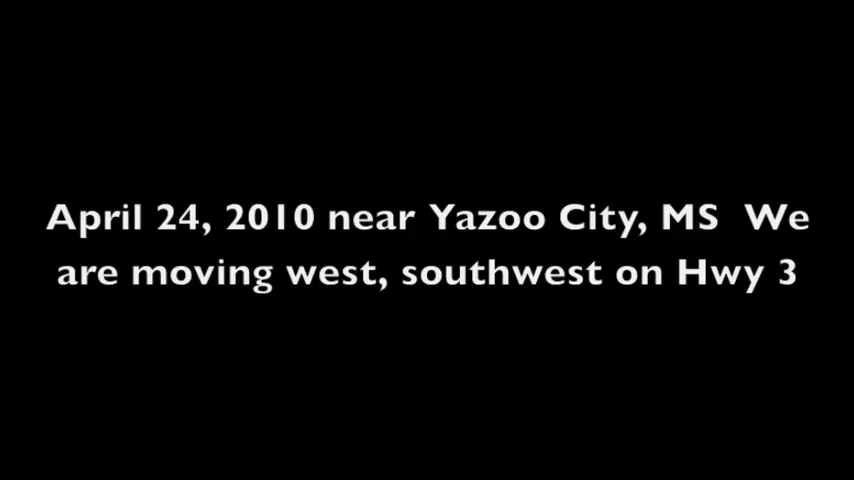 April 24, 2010 near Yazoo City, MS  We
are moving west, southwest on Hwy 3